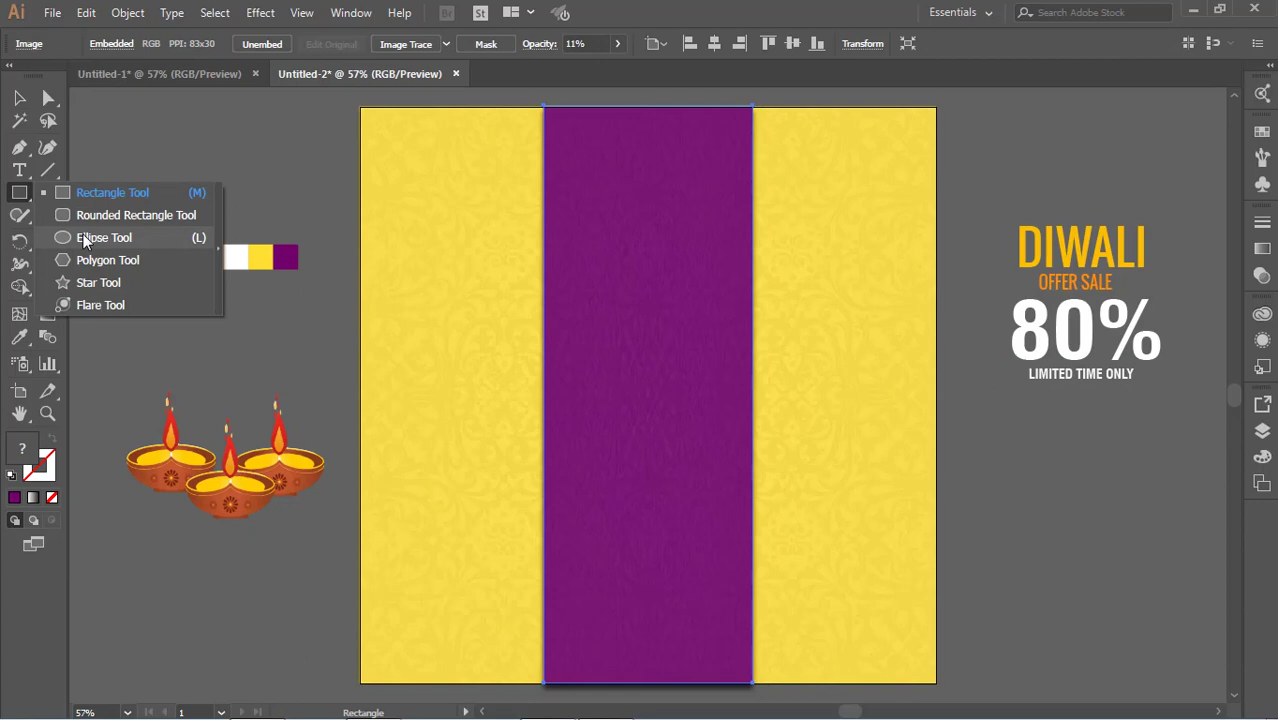 Ai File Edit Object Type Select Effect View Window Help Br St Essentials Search Adobe Stock
Image Embedded RGB PPI: 83x30 Unembed Edit Original Image Trace Mask Opacity: 11% Transform
Untitled-1* @ 57% (RGB/Preview) Untitled-2* @ 57% (RGB/Preview)
T
Rectangle Tool (M)
Rounded Rectangle Tool
Ellipse Tool (L)
Polygon Tool
Star Tool
Flare Tool
DIWALI
OFFER SALE
80%
LIMITED TIME ONLY
?
57% 1 Rectangle